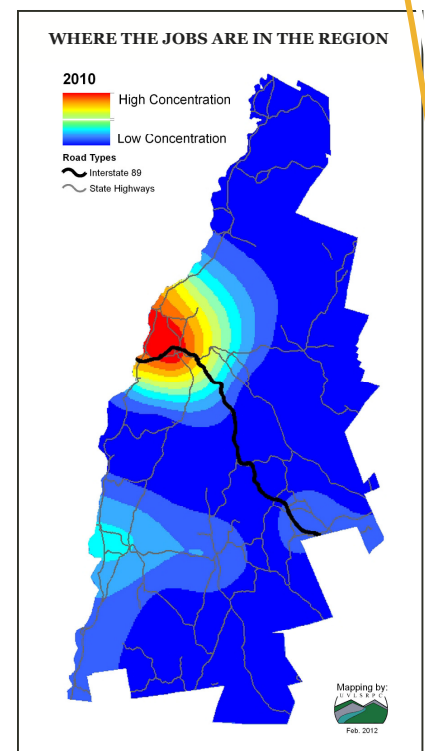 WHERE THE JOBS ARE IN THE REGION
2010
High Concentration
Low Concentration
Road Types
Interstate 89
State Highways
Mapping by:
UVLSRPC
Feb. 2012